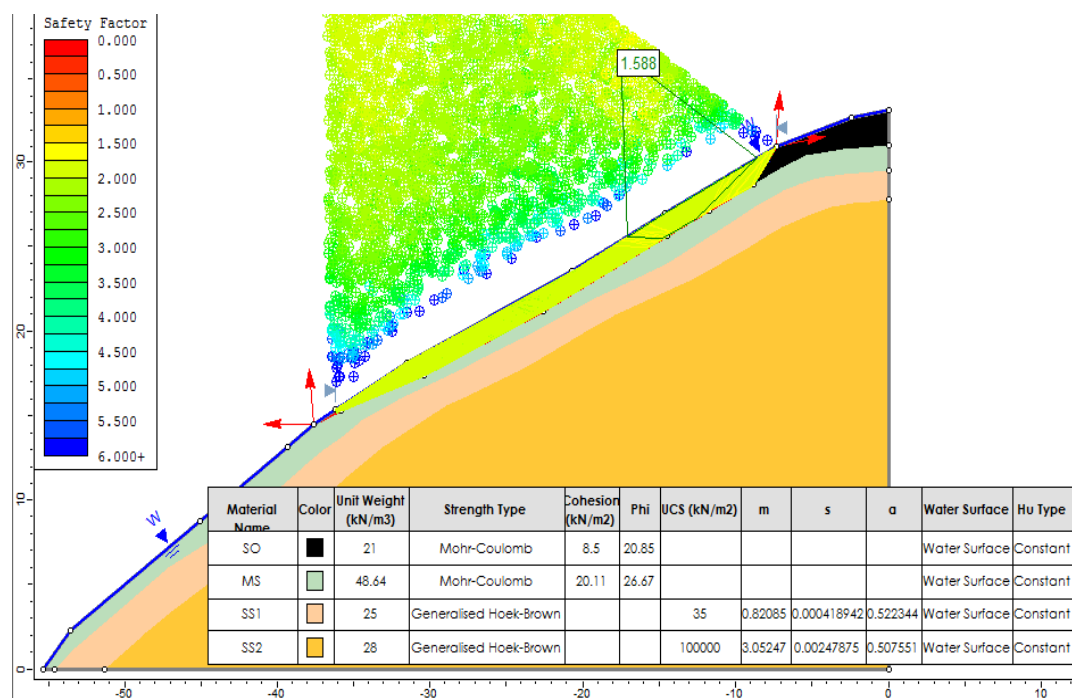 Safety Factor
0.000
0.500
1.000
1.500
2.000
2.500
3.000
3.500
4.000
4.500
5.000
5.500
6.000+
1.588
W
W
30
20
10
0
Material Name Color Unit Weight (kN/m3) Strength Type Cohesion (kN/m2) Phi UCS (kN/m2) m s a Water Surface Hu Type
SO 21 Mohr-Coulomb 8.5 20.85 Water Surface Constant
MS 48.64 Mohr-Coulomb 20.11 26.67 Water Surface Constant
SS1 25 Generalised Hoek-Brown 35 0.82085 0.000418942 0.522344 Water Surface Constant
SS2 28 Generalised Hoek-Brown 100000 3.05247 0.00247875 0.507551 Water Surface Constant
-50 -40 -30 -20 -10 0 10